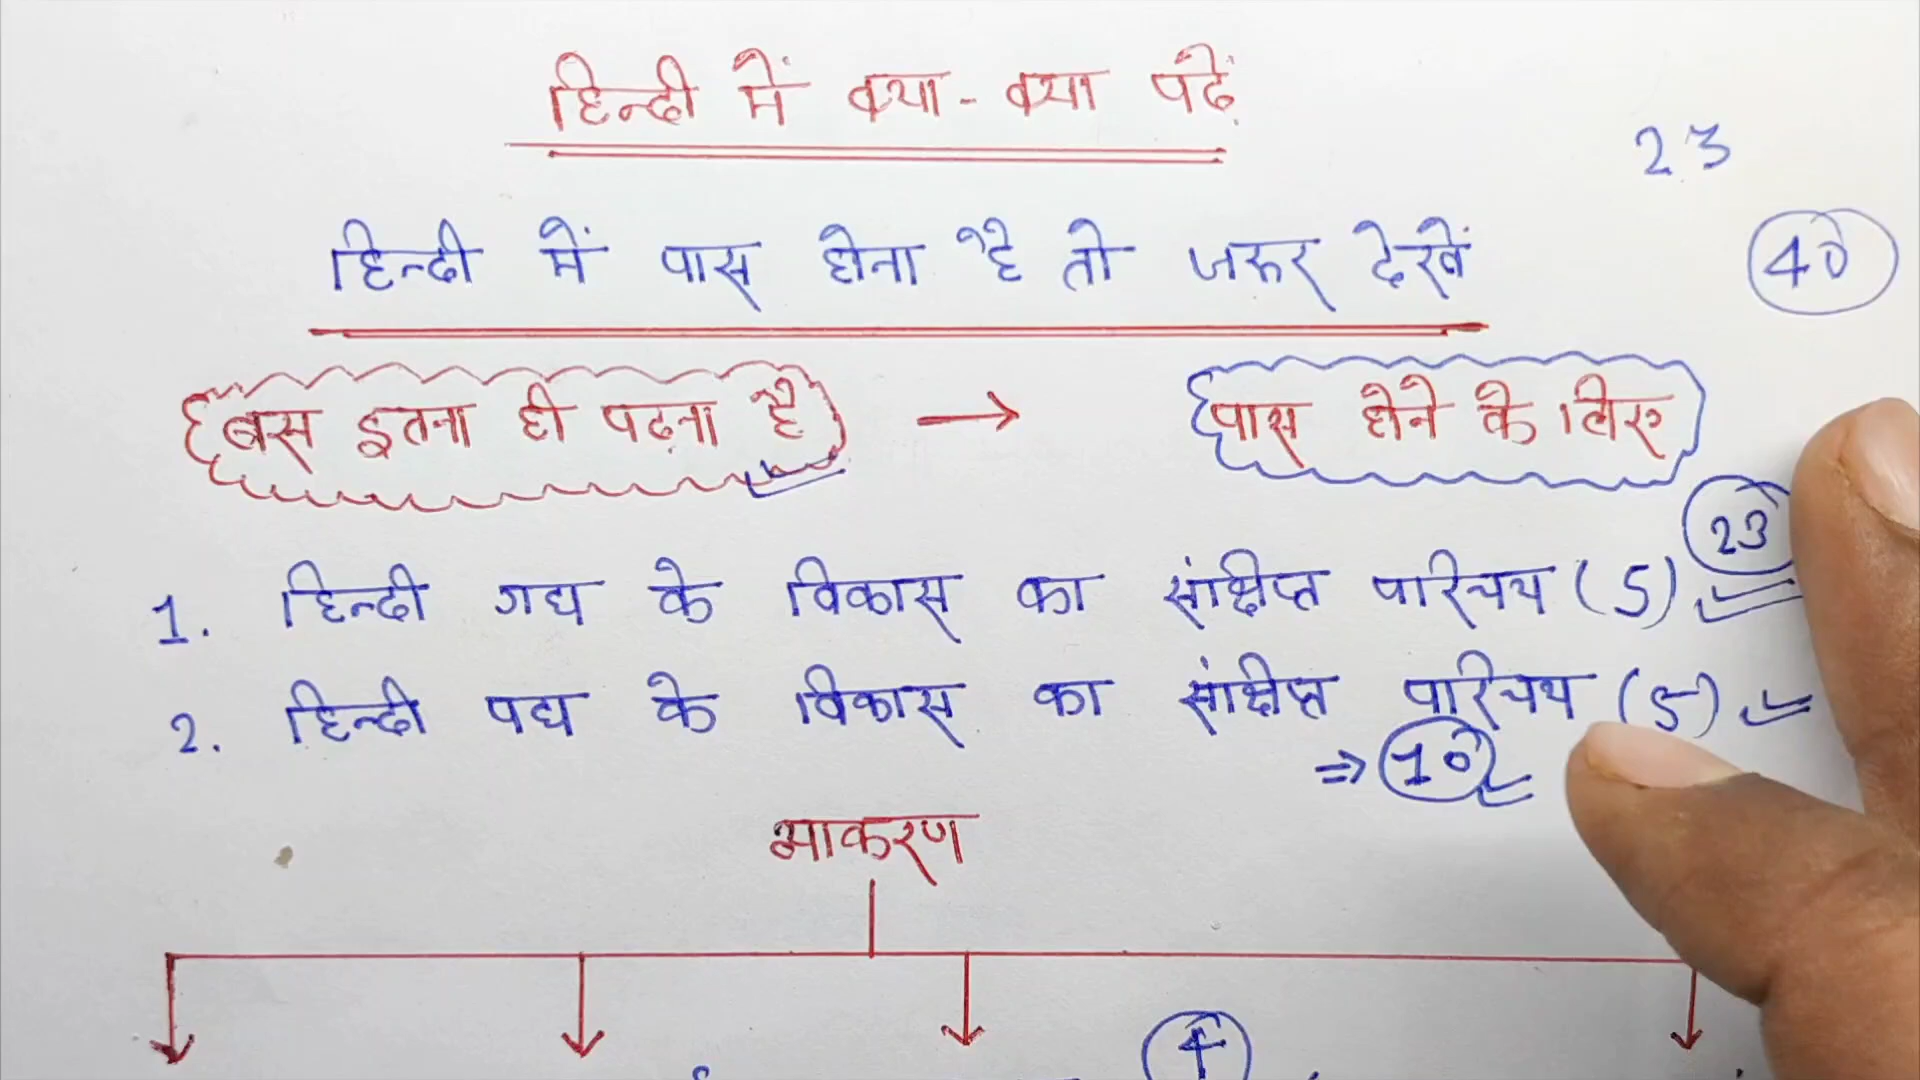 हिन्दी में क्या-क्या पढ़ें
23
हिन्दी में पास होना है तो जरूर देखें
40
बस इतना ही पढ़ना है → पास होने के लिए
23
1. हिन्दी गद्य के विकास का संक्षिप्त परिचय (5)
2. हिन्दी पद्य के विकास का संक्षिप्त परिचय (5)
⇒ 10
व्याकरण
4